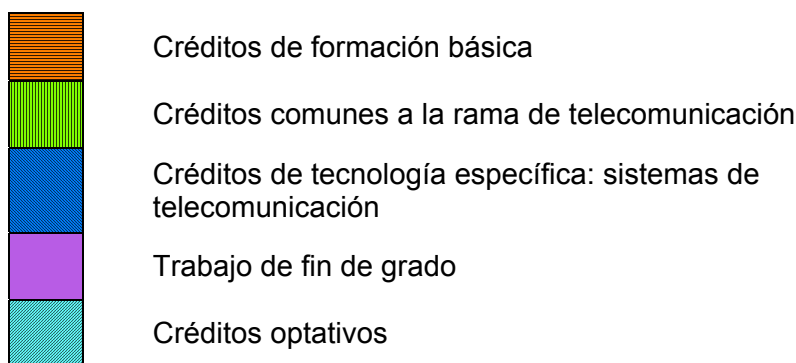 Créditos de formación básica
Créditos comunes a la rama de telecomunicación
Créditos de tecnología específica: sistemas de
telecomunicación
Trabajo de fin de grado
Créditos optativos